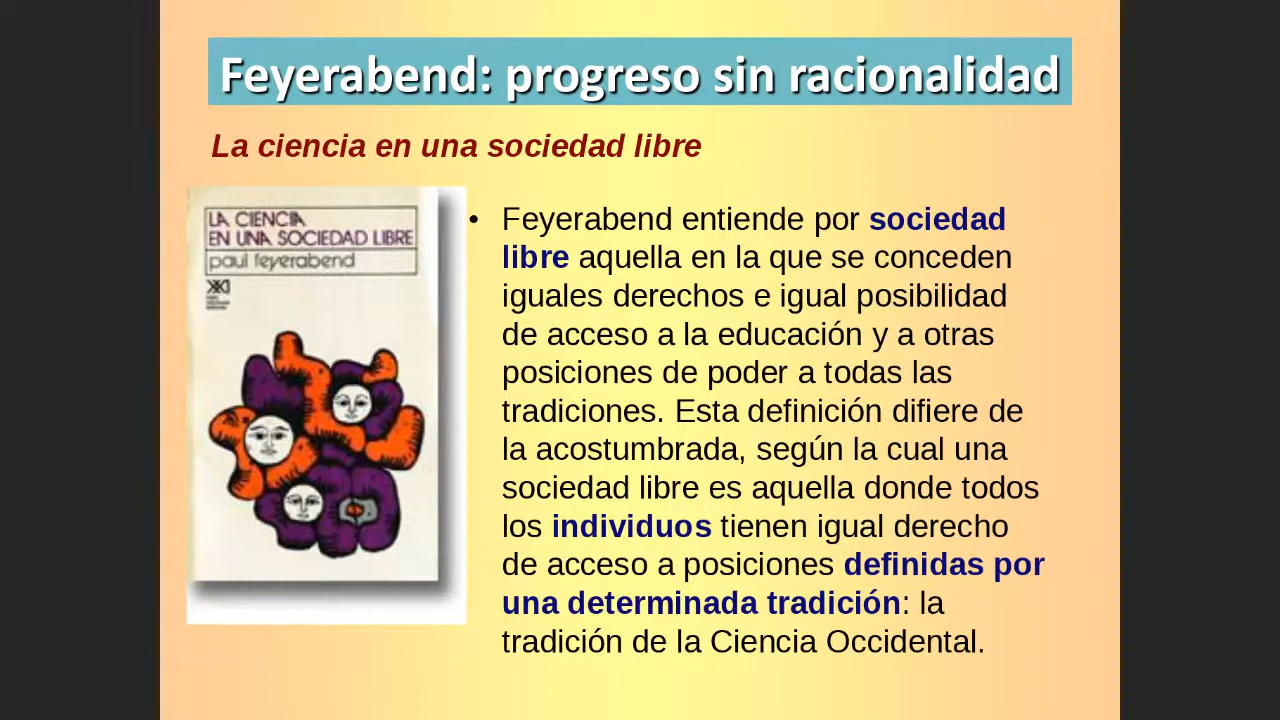 Feyerabend: progreso sin racionalidad
La ciencia en una sociedad libre
LA CIENCIA
EN UNA SOCIEDAD LIBRE
paul feyerabend
• Feyerabend entiende por sociedad
libre aquella en la que se conceden
iguales derechos e igual posibilidad
de acceso a la educación y a otras
posiciones de poder a todas las
tradiciones. Esta definición difiere de
la acostumbrada, según la cual una
sociedad libre es aquella donde todos
los individuos tienen igual derecho
de acceso a posiciones definidas por
una determinada tradición: la
tradición de la Ciencia Occidental.